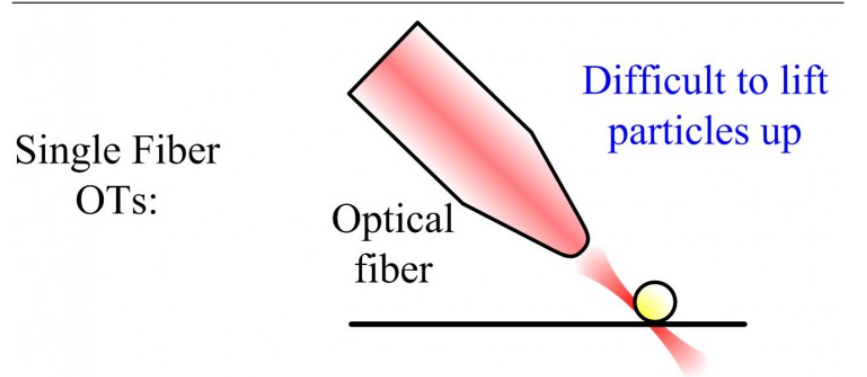 Difficult to lift
particles up
Single Fiber
OTs:
Optical
fiber